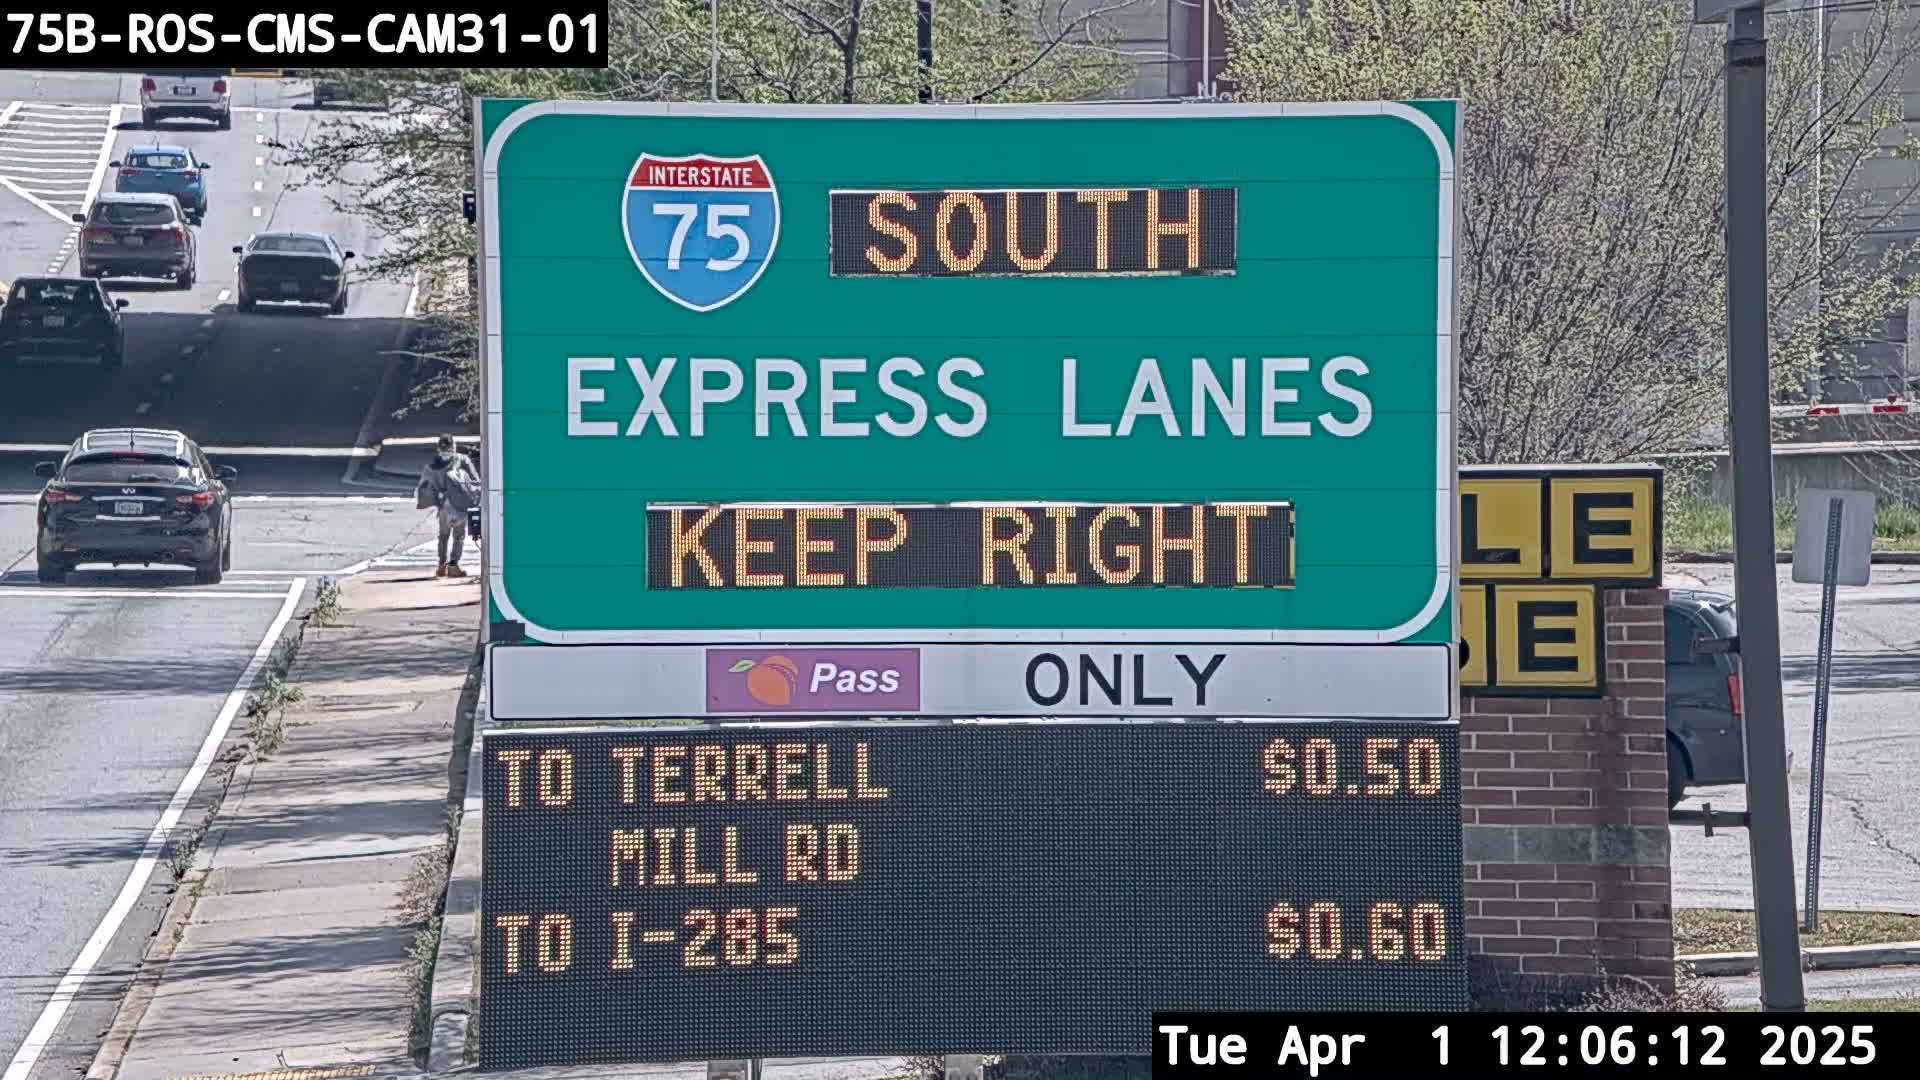 75B-ROS-CMS-CAM31-01
INTERSTATE
75
SOUTH
EXPRESS LANES
KEEP RIGHT
Pass ONLY
TO TERRELL $0.50
MILL RD
TO I-285 $0.60
LE
E
Tue Apr 1 12:06:12 2025